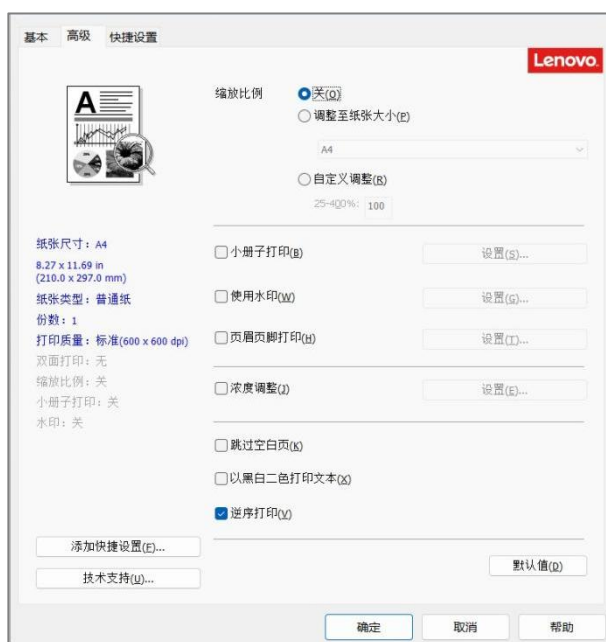 基本 高级 快捷设置
Lenovo.
A
缩放比例 关(O)
调整至纸张大小(P)
A4
自定义调整(R)
25-400%: 100
纸张尺寸：A4
8.27 x 11.69 in
(210.0 x 297.0 mm)
纸张类型：普通纸
份数：1
打印质量：标准(600 x 600 dpi)
双面打印：无
缩放比例：关
小册子打印：关
水印：关
小册子打印(B) 设置(S)...
使用水印(W) 设置(G)...
页眉页脚打印(H) 设置(T)...
浓度调整(J) 设置(E)...
跳过空白页(K)
以黑白二色打印文本(X)
逆序打印(V)
添加快捷设置(F)...
技术支持(U)...
默认值(D)
确定 取消 帮助